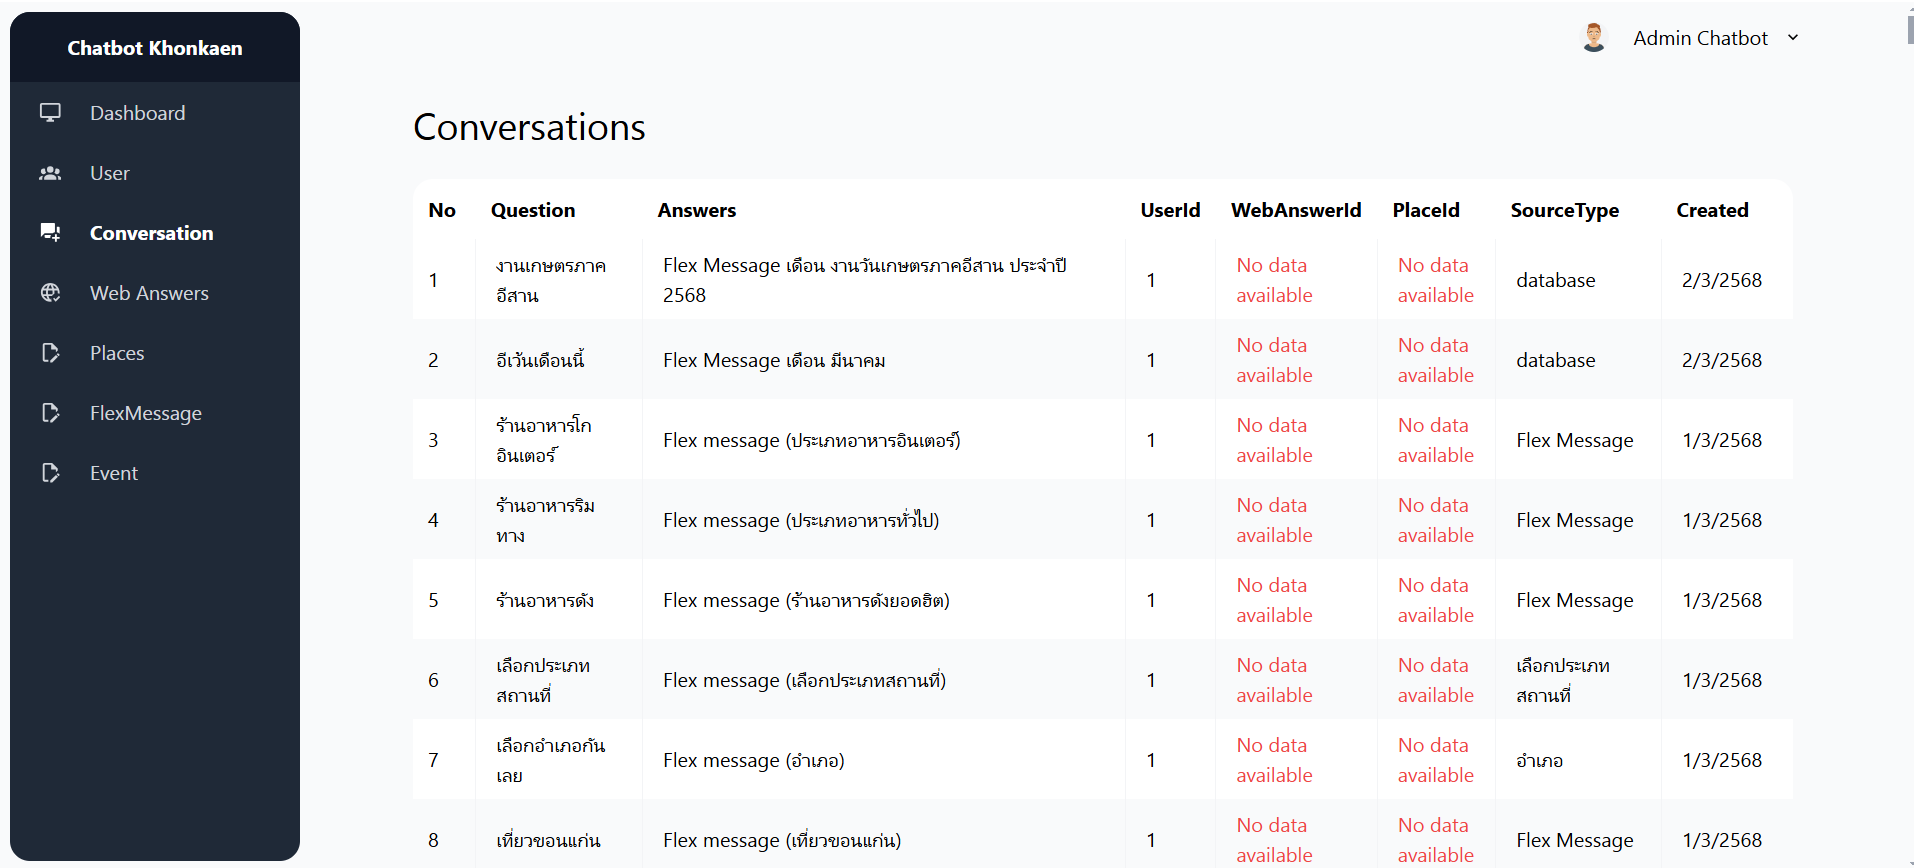 Chatbot Khonkaen
Dashboard
User
Conversation
Web Answers
Places
FlexMessage
Event
Admin Chatbot
Conversations
No Question Answers UserId WebAnswerId PlaceId SourceType Created
1 งานเกษตรภาค Flex Message เดือน งานวันเกษตรภาคอีสาน ประจำปี 1 No data No data database 2/3/2568
อีสาน 2568 available available
2 อีเว้นเดือนนี้ Flex Message เดือน มีนาคม 1 No data No data database 2/3/2568
available available
3 ร้านอาหารโก Flex message (ประเภทอาหารอินเตอร์) 1 No data No data Flex Message 1/3/2568
อินเตอร์ available available
4 ร้านอาหารริม Flex message (ประเภทอาหารทั่วไป) 1 No data No data Flex Message 1/3/2568
ทาง available available
5 ร้านอาหารดัง Flex message (ร้านอาหารดังยอดฮิต) 1 No data No data Flex Message 1/3/2568
available available
6 เลือกประเภท Flex message (เลือกประเภทสถานที่) 1 No data No data เลือกประเภท 1/3/2568
สถานที่ available available สถานที่
7 เลือกอำเภอกัน Flex message (อำเภอ) 1 No data No data อำเภอ 1/3/2568
เลย available available
8 เที่ยวขอนแก่น Flex message (เที่ยวขอนแก่น) 1 No data No data Flex Message 1/3/2568
available available